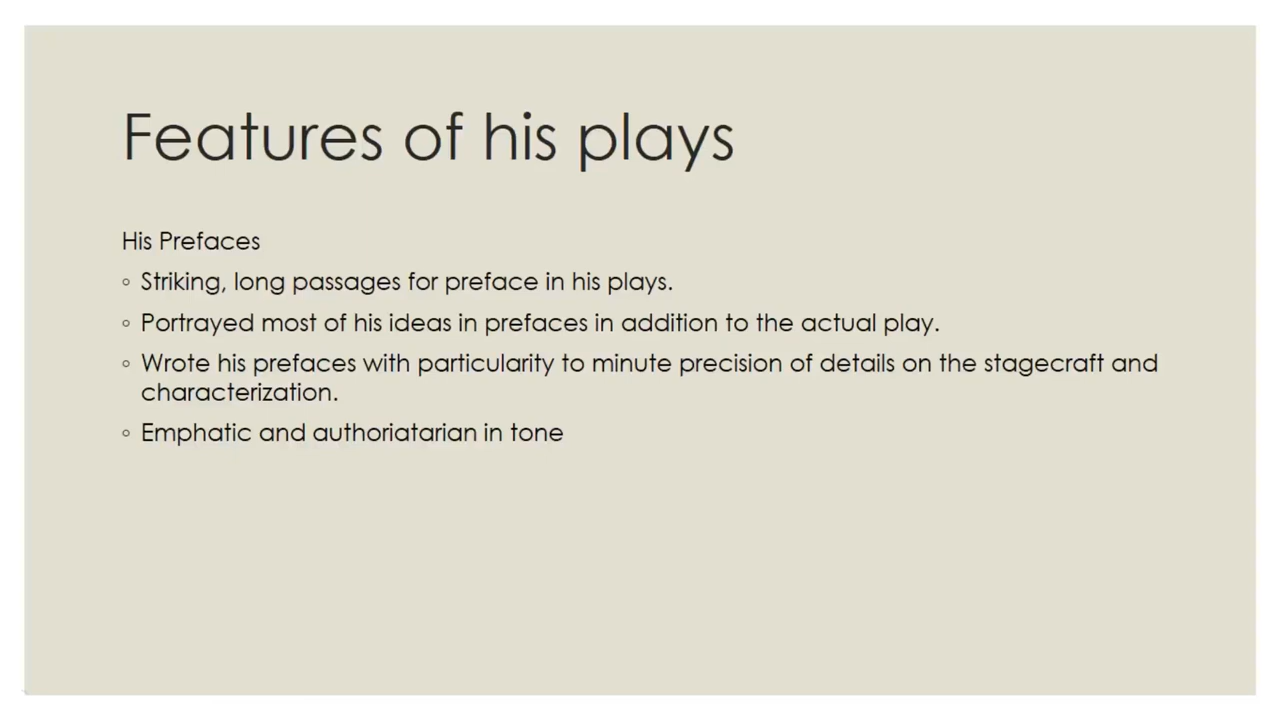 Features of his plays
His Prefaces
◦ Striking, long passages for preface in his plays.
◦ Portrayed most of his ideas in prefaces in addition to the actual play.
◦ Wrote his prefaces with particularity to minute precision of details on the stagecraft and
characterization.
◦ Emphatic and authoriatarian in tone